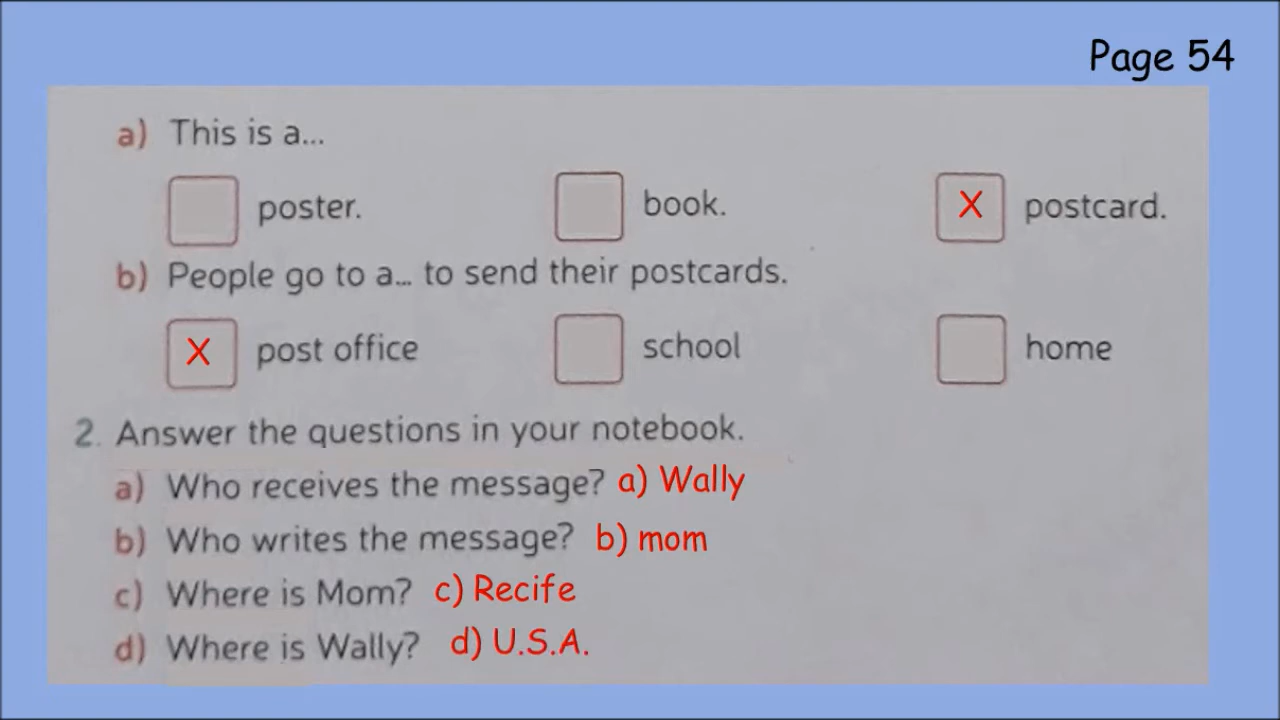 Page 54
a) This is a...
poster. book. X postcard.
b) People go to a... to send their postcards.
X post office school home
2. Answer the questions in your notebook.
a) Who receives the message? a) Wally
b) Who writes the message? b) mom
c) Where is Mom? c) Recife
d) Where is Wally? d) U.S.A.